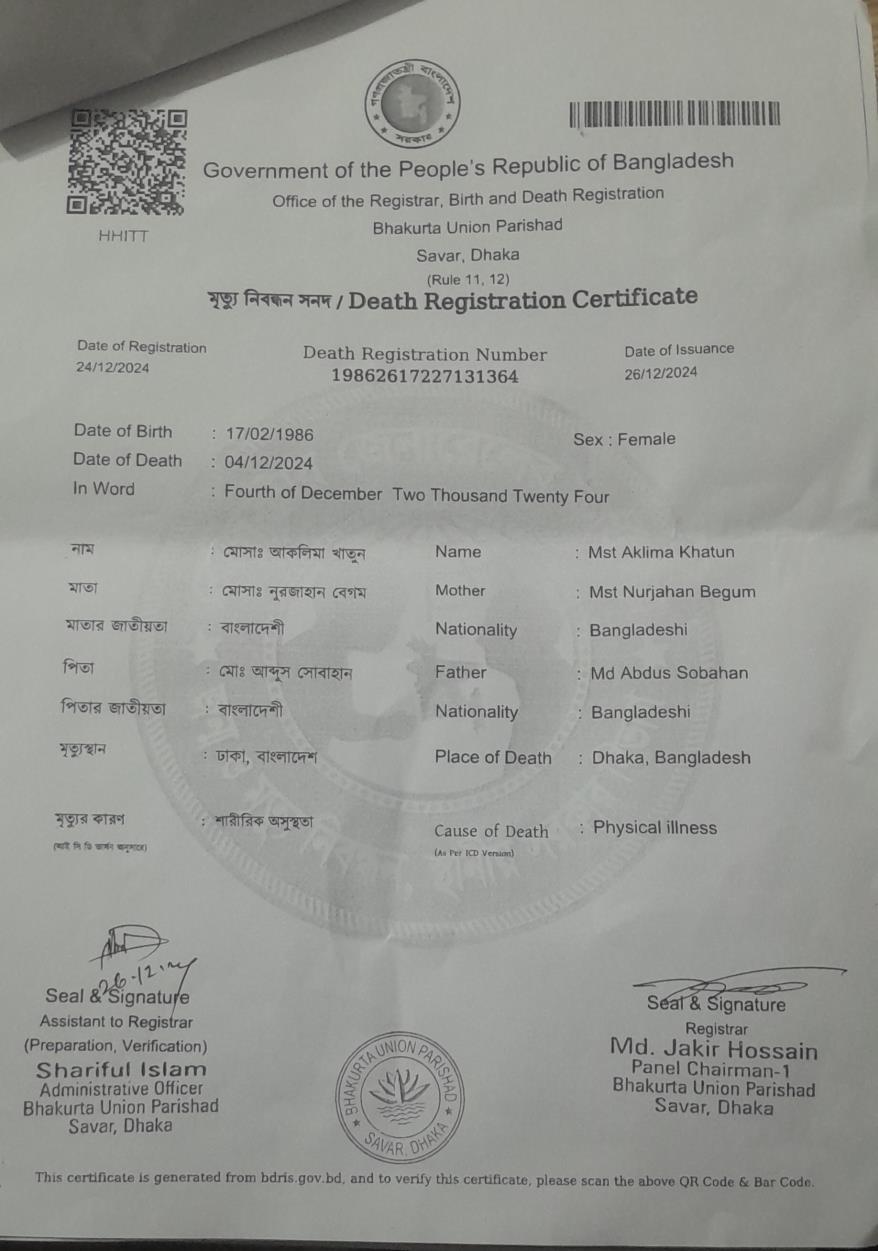 গণপ্রজাতন্ত্রী বাংলাদেশ
সরকার
HHITT
Government of the People's Republic of Bangladesh
Office of the Registrar, Birth and Death Registration
Bhakurta Union Parishad
Savar, Dhaka
(Rule 11, 12)
মৃত্যু নিবন্ধন সনদ / Death Registration Certificate
Date of Registration
24/12/2024
Death Registration Number
19862617227131364
Date of Issuance
26/12/2024
Date of Birth : 17/02/1986 Sex : Female
Date of Death : 04/12/2024
In Word : Fourth of December Two Thousand Twenty Four
নাম : মোসাঃ আকলিমা খাতুন Name : Mst Aklima Khatun
মাতা : মোসাঃ নুরজাহান বেগম Mother : Mst Nurjahan Begum
মাতার জাতীয়তা : বাংলাদেশী Nationality : Bangladeshi
পিতা : মোঃ আব্দুস সোবাহান Father : Md Abdus Sobahan
পিতার জাতীয়তা : বাংলাদেশী Nationality : Bangladeshi
মৃত্যুস্থান : ঢাকা, বাংলাদেশ Place of Death : Dhaka, Bangladesh
মৃত্যুর কারণ : শারীরিক অসুস্থতা Cause of Death : Physical illness
(আই সি ডি ভার্সন অনুসারে) (As Per ICD Version)
Seal & Signature
Assistant to Registrar
(Preparation, Verification)
Shariful Islam
Administrative Officer
Bhakurta Union Parishad
Savar, Dhaka
BHAKURTA UNION PARISHAD
SAVAR, DHAKA
Seal & Signature
Registrar
Md. Jakir Hossain
Panel Chairman-1
Bhakurta Union Parishad
Savar, Dhaka
This certificate is generated from bdris.gov.bd, and to verify this certificate, please scan the above QR Code & Bar Code.